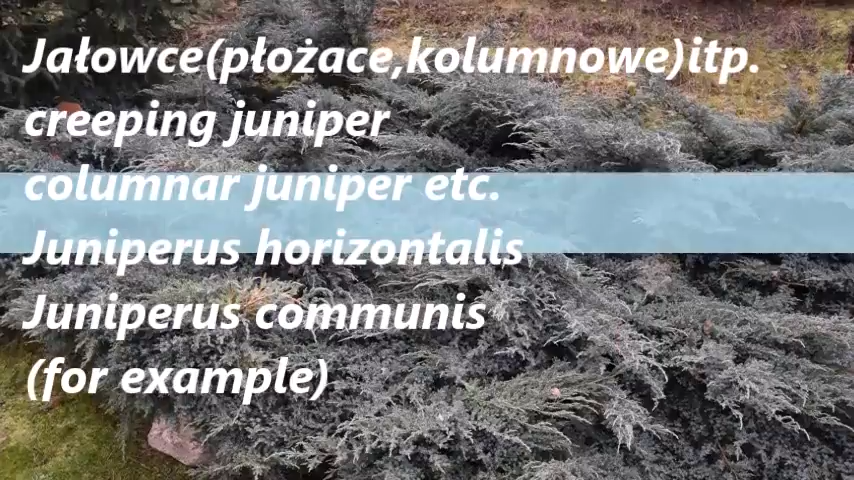 Jałowce(płożace,kolumnowe)itp.
creeping juniper
columnar juniper etc.
Juniperus horizontalis
Juniperus communis
(for example)